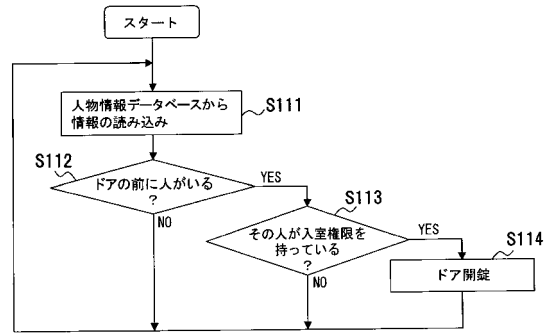 スタート
人物情報データベースから
情報の読み込み
S111
S112
ドアの前に人がいる
?
YES
NO
S113
その人が入室権限を
持っている
?
YES
NO
S114
ドア開錠